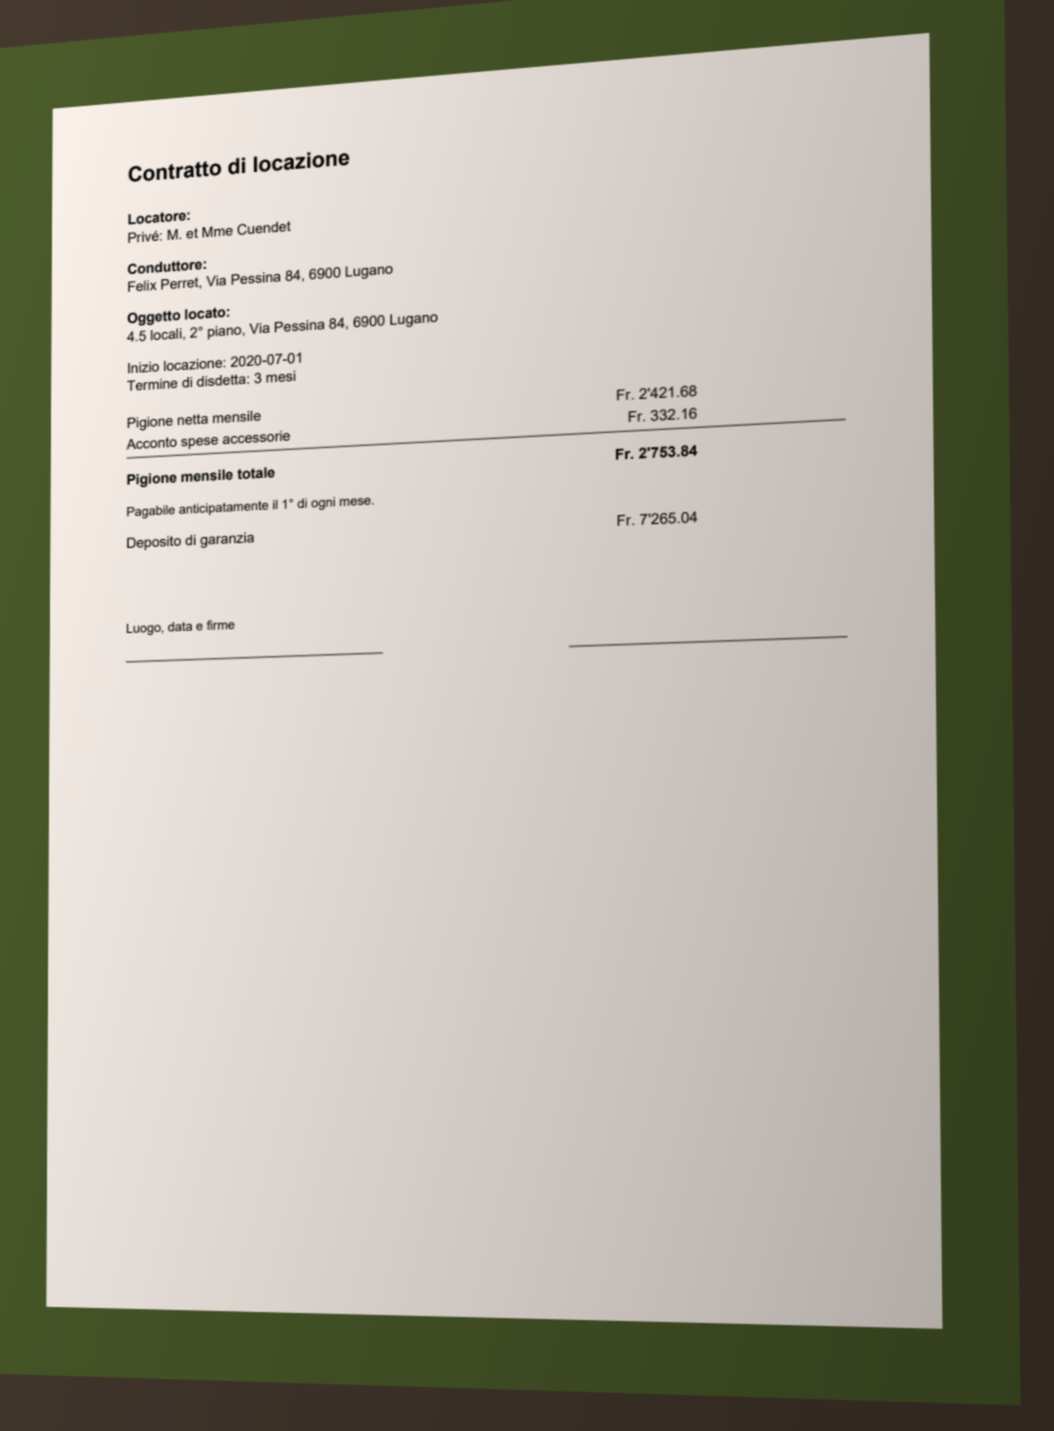 Contratto di locazione
Locatore:
Privé: M. et Mme Cuendet
Conduttore:
Felix Perret, Via Pessina 84, 6900 Lugano
Oggetto locato:
4.5 locali, 2° piano, Via Pessina 84, 6900 Lugano
Inizio locazione: 2020-07-01
Termine di disdetta: 3 mesi
Pigione netta mensile Fr. 2'421.68
Acconto spese accessorie Fr. 332.16
Pigione mensile totale Fr. 2'753.84
Pagabile anticipatamente il 1° di ogni mese.
Deposito di garanzia Fr. 7'265.04
Luogo, data e firme